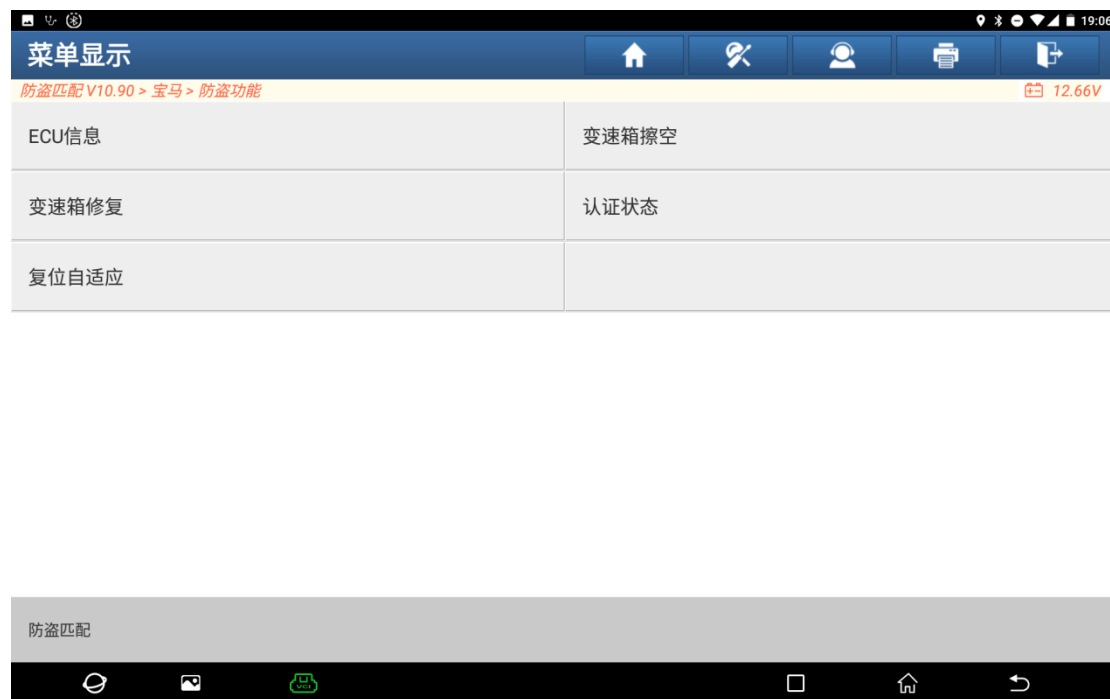 19:06
菜单显示
防盗匹配 V10.90 > 宝马 > 防盗功能
12.66V
ECU信息
变速箱擦空
变速箱修复
认证状态
复位自适应
防盗匹配
VCI